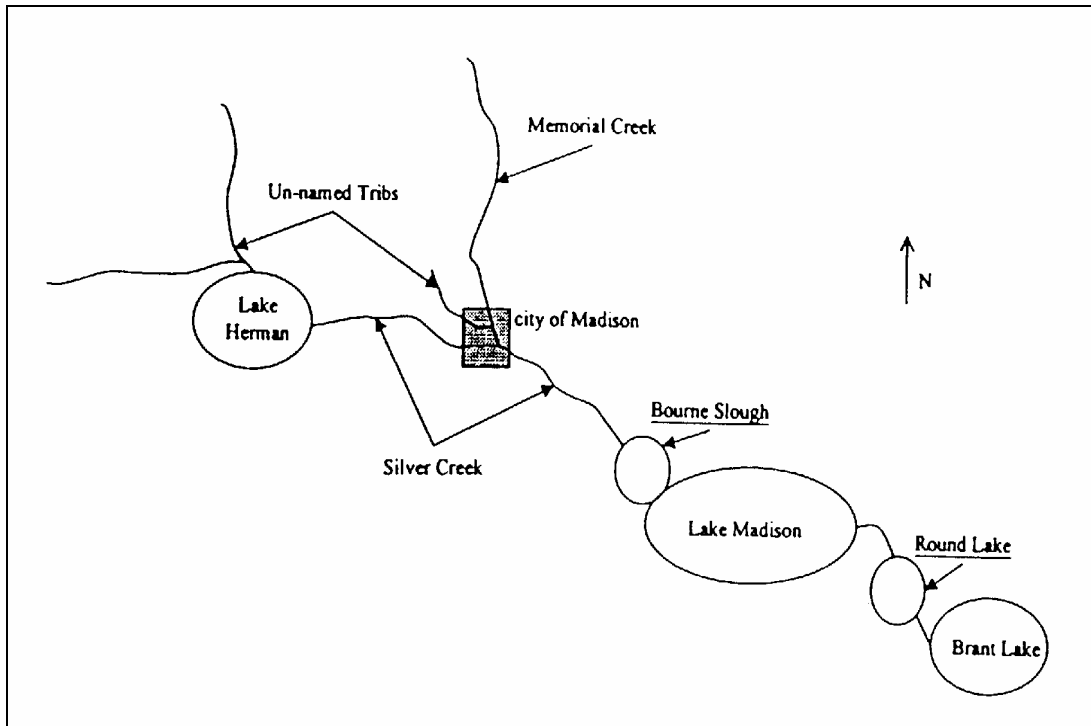 Memorial Creek
Un-named Tribs
N
Lake
Herman
city of Madison
Bourne Slough
Silver Creek
Lake Madison
Round Lake
Brant Lake